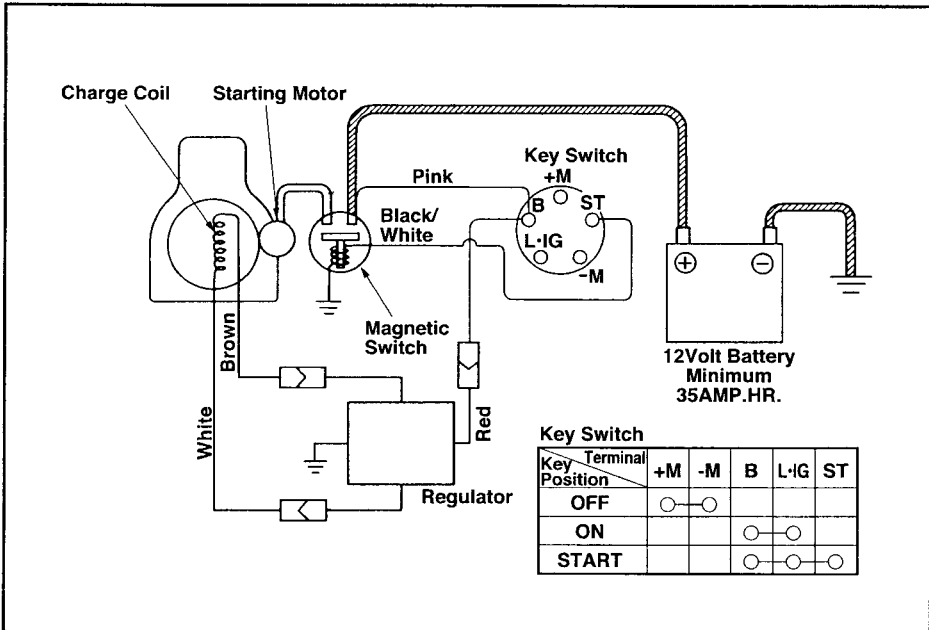 Charge Coil
Starting Motor
Key Switch
+M
Pink
B
ST
Black/
White
L·IG
-M
+
−
Magnetic
Switch
Brown
White
Red
12Volt Battery
Minimum
35AMP.HR.
Regulator
Key Switch
Terminal
Key
Position
+M -M B L·IG ST
OFF
ON
START